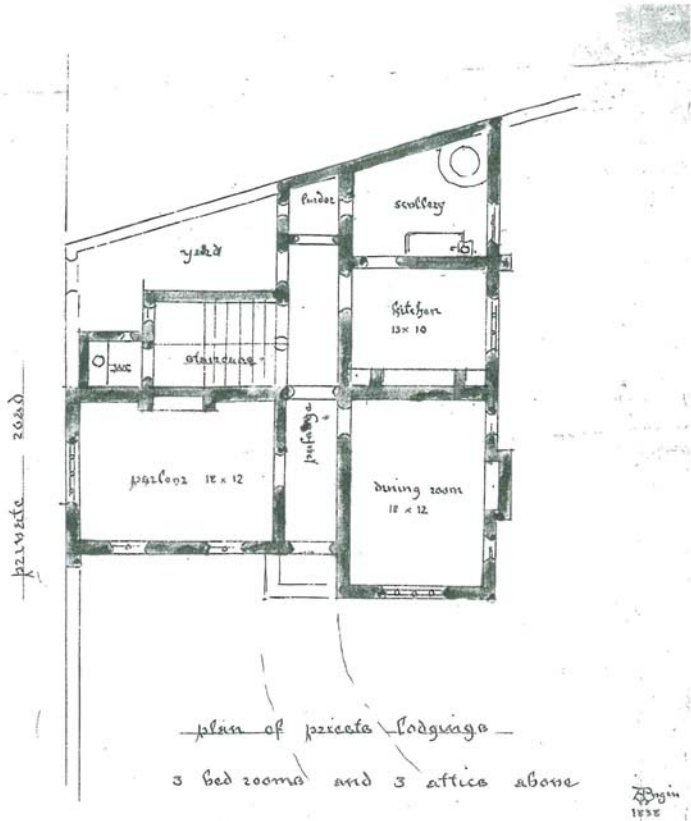 larder
scullery
yard
kitchen
13 x 10
staircase
passage
private road
parlour 18 x 12
dining room
18 x 12
plan of priests lodgings
3 bed rooms and 3 attics above